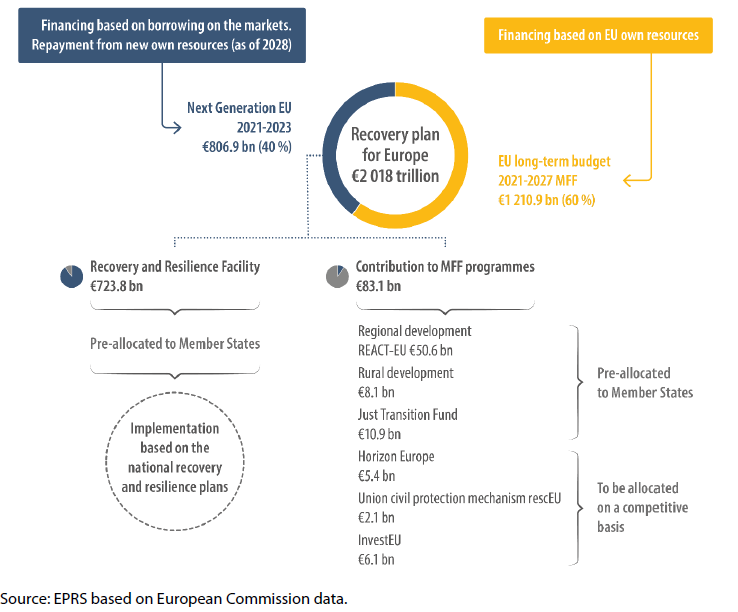 Financing based on borrowing on the markets.
Repayment from new own resources (as of 2028)
Financing based on EU own resources
Next Generation EU
2021-2023
€806.9 bn (40 %)
Recovery plan
for Europe
€2 018 trillion
EU long-term budget
2021-2027 MFF
€1 210.9 bn (60 %)
Recovery and Resilience Facility
€723.8 bn
Pre-allocated to Member States
Implementation
based on the
national recovery
and resilience plans
Contribution to MFF programmes
€83.1 bn
Regional development
REACT-EU €50.6 bn
Rural development
€8.1 bn
Just Transition Fund
€10.9 bn
Pre-allocated
to Member States
Horizon Europe
€5.4 bn
Union civil protection mechanism rescEU
€2.1 bn
InvestEU
€6.1 bn
To be allocated
on a competitive
basis
Source: EPRS based on European Commission data.